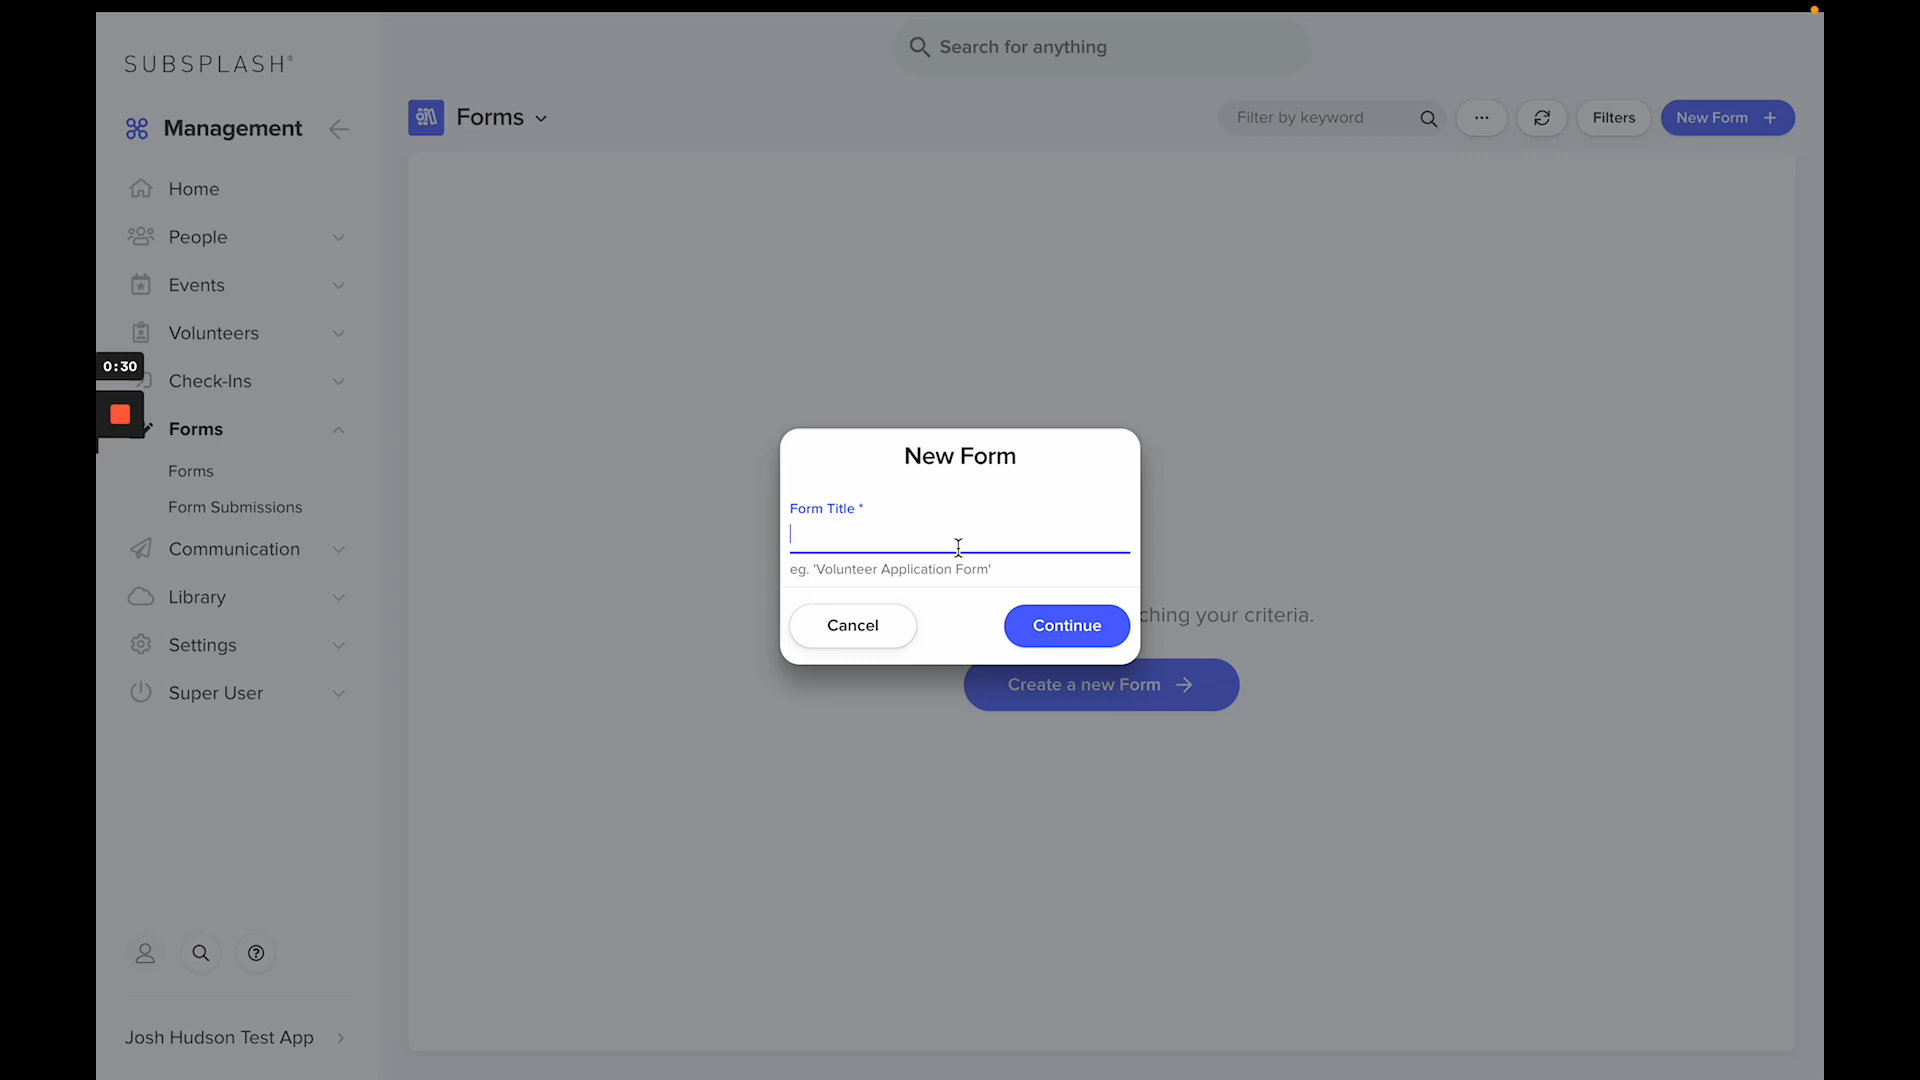 SUBSPLASH®
Search for anything
Management
Forms
Filter by keyword
...
Filters
New Form +
Home
People
Events
Volunteers
0:30
Check-Ins
Forms
Forms
Form Submissions
Communication
Library
Settings
Super User
New Form
Form Title *
eg. 'Volunteer Application Form'
Cancel
Continue
ching your criteria.
Create a new Form
Josh Hudson Test App